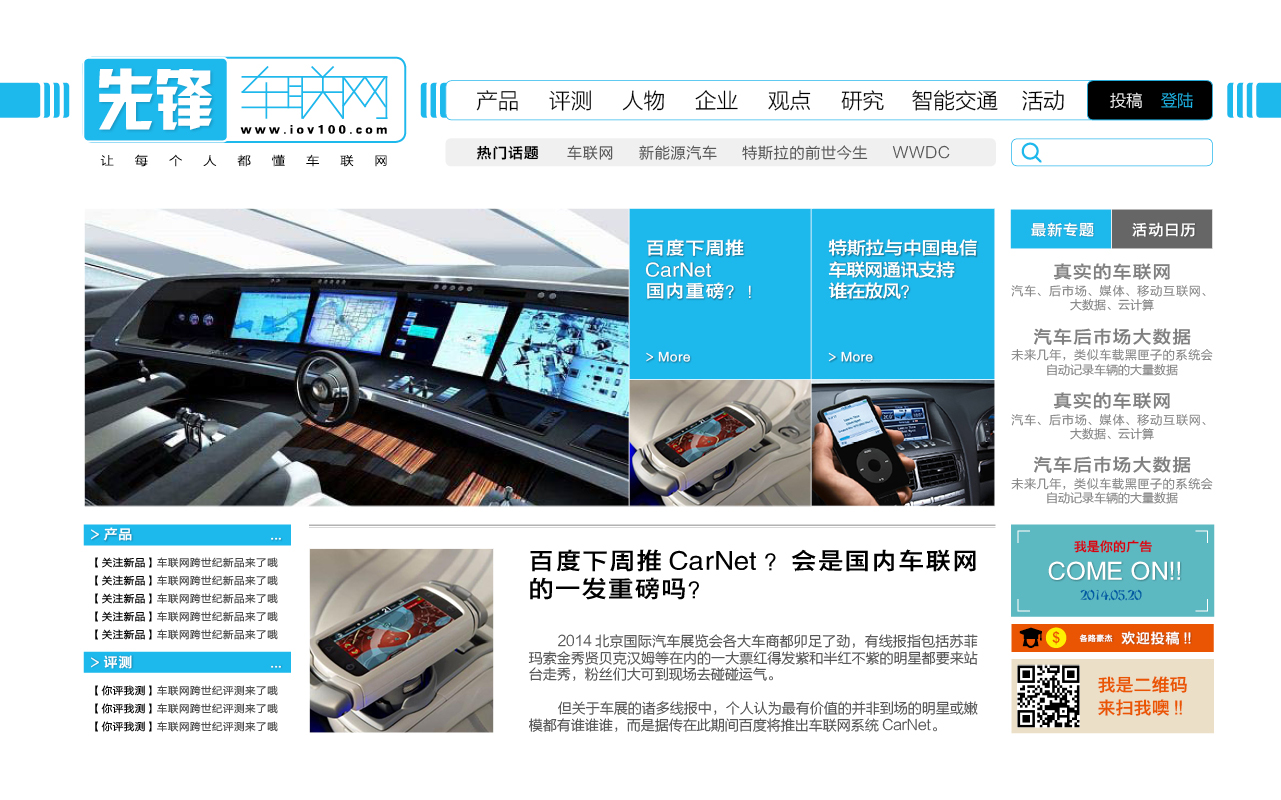 先锋 车联网
www.iov100.com
让每个人都懂车联网
产品 评测 人物 企业 观点 研究 智能交通 活动 投稿 登陆
热门话题 车联网 新能源汽车 特斯拉的前世今生 WWDC
百度下周推
CarNet
国内重磅？！
> More
特斯拉与中国电信
车联网通讯支持
谁在放风?
> More
最新专题 活动日历
真实的车联网
汽车、后市场、媒体、移动互联网、
大数据、云计算
汽车后市场大数据
未来几年，类似车载黑匣子的系统会
自动记录车辆的大量数据
真实的车联网
汽车、后市场、媒体、移动互联网、
大数据、云计算
汽车后市场大数据
未来几年，类似车载黑匣子的系统会
自动记录车辆的大量数据
> 产品 ...
【关注新品】车联网跨世纪新品来了哦
【关注新品】车联网跨世纪新品来了哦
【关注新品】车联网跨世纪新品来了哦
【关注新品】车联网跨世纪新品来了哦
【关注新品】车联网跨世纪新品来了哦
> 评测 ...
【你评我测】车联网跨世纪评测来了哦
【你评我测】车联网跨世纪评测来了哦
【你评我测】车联网跨世纪评测来了哦
百度下周推 CarNet ？会是国内车联网
的一发重磅吗?
2014 北京国际汽车展览会各大车商都卯足了劲，有线报指包括苏菲
玛索金秀贤贝克汉姆等在内的一大票红得发紫和半红不紫的明星都要来站
台走秀，粉丝们大可到现场去碰碰运气。
但关于车展的诸多线报中，个人认为最有价值的并非到场的明星或嫩
模都有谁谁谁，而是据传在此期间百度将推出车联网系统 CarNet。
我是你的广告
COME ON!!
2014.05.20
$ 各路豪杰 欢迎投稿 !!
我是二维码
来扫我噢 !!